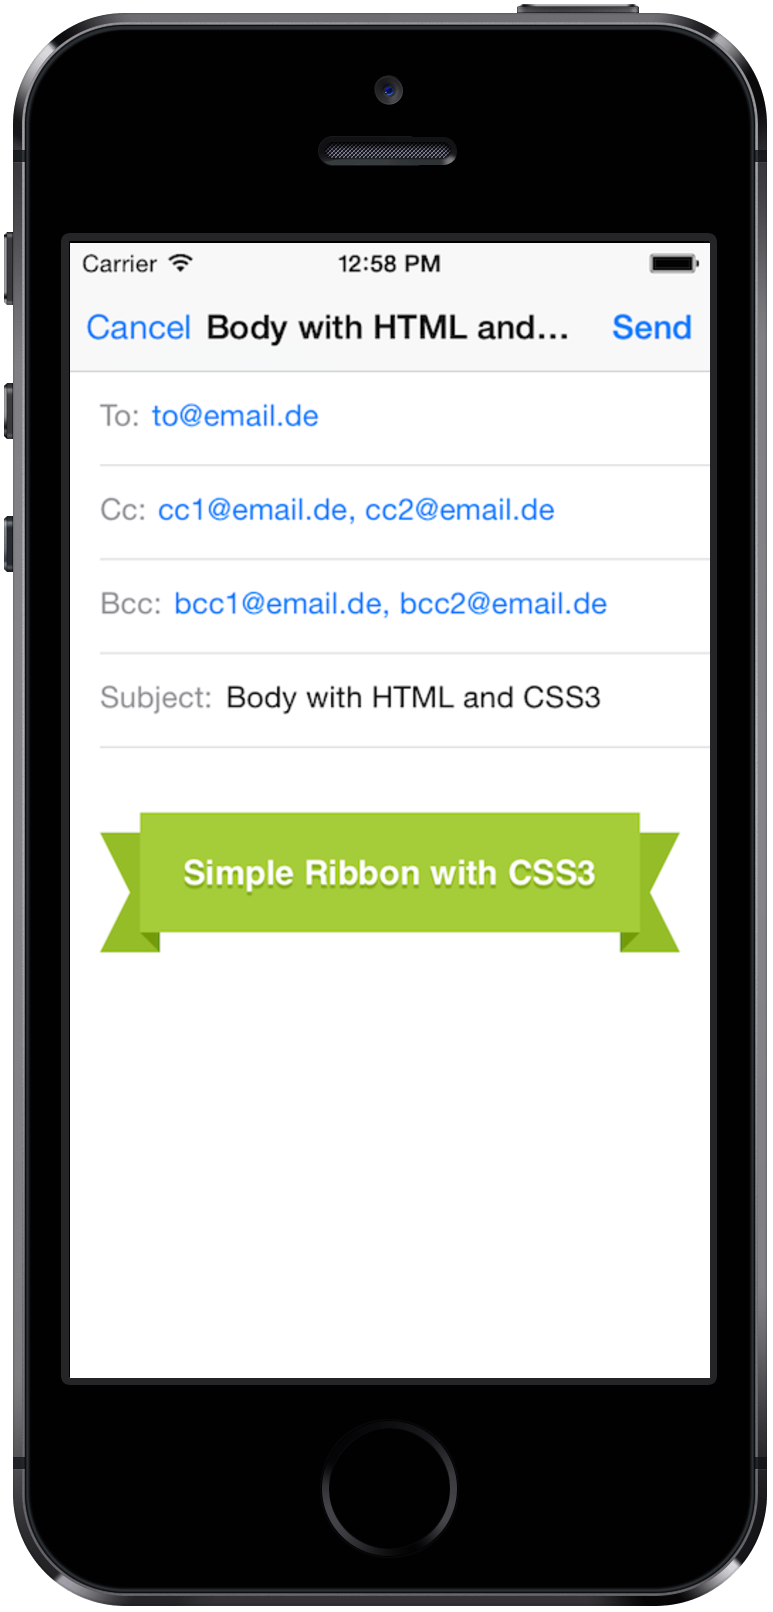 Carrier 12:58 PM
Cancel Body with HTML and... Send
To: to@email.de
Cc: cc1@email.de, cc2@email.de
Bcc: bcc1@email.de, bcc2@email.de
Subject: Body with HTML and CSS3
Simple Ribbon with CSS3